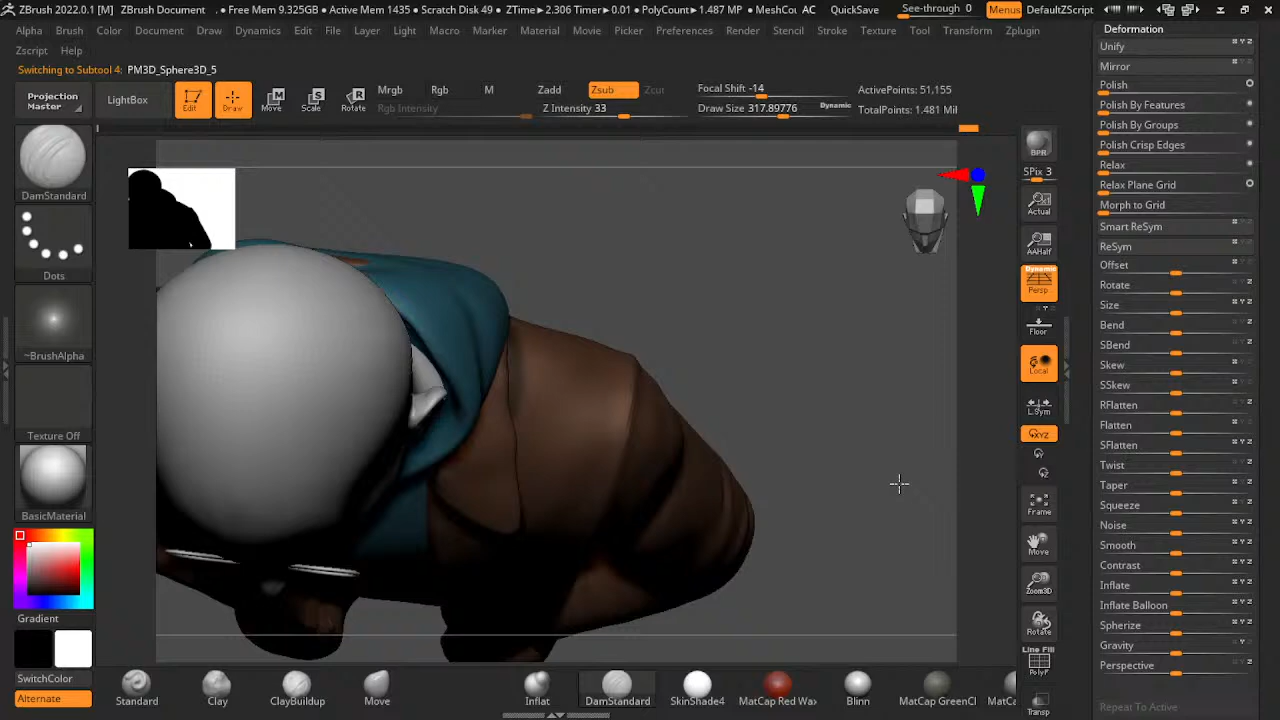 ZBrush 2022.0.1 [N] ZBrush Document . • Free Mem 9.325GB • Active Mem 1435 • Scratch Disk 49 • ZTime▸2.306 Timer▸0.01 • PolyCount▸1.487 MP • MeshCou AC QuickSave See-through 0 Menus DefaultZScript
Alpha Brush Color Document Draw Dynamics Edit File Layer Light Macro Marker Material Movie Picker Preferences Render Stencil Stroke Texture Tool Transform Zplugin
Zscript Help
Switching to Subtool 4: PM3D_Sphere3D_5
Projection Master
LightBox
Edit
Draw
Move
Scale
Rotate
Mrgb Rgb M
Rgb Intensity
Zadd Zsub Zcut
Z Intensity 33
Focal Shift -14
Draw Size 317.89776 Dynamic
ActivePoints: 51,155
TotalPoints: 1.481 Mil
DamStandard
Dots
~BrushAlpha
Texture Off
BasicMaterial
Gradient
SwitchColor
Alternate
BPR
SPix 3
Actual
AAHalf
Dynamic
Persp
Floor
Local
L.Sym
XYZ
Frame
Move
Zoom3D
Rotate
Line Fill
PolyF
Transp
Deformation
Unify
Mirror
Polish
Polish By Features
Polish By Groups
Polish Crisp Edges
Relax
Relax Plane Grid
Morph to Grid
Smart ReSym
ReSym
Offset
Rotate
Size
Bend
SBend
Skew
SSkew
RFlatten
Flatten
SFlatten
Twist
Taper
Squeeze
Noise
Smooth
Contrast
Inflate
Inflate Balloon
Spherize
Gravity
Perspective
Repeat To Active
Standard Clay ClayBuildup Move Inflat DamStandard SkinShade4 MatCap Red Wax Blinn MatCap GreenCl MatCa